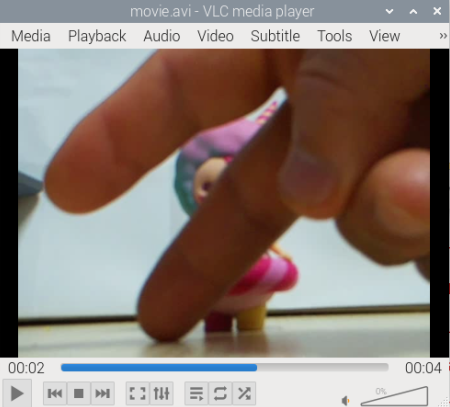 movie.avi - VLC media player
Media Playback Audio Video Subtitle Tools View »
00:02 00:04
0%